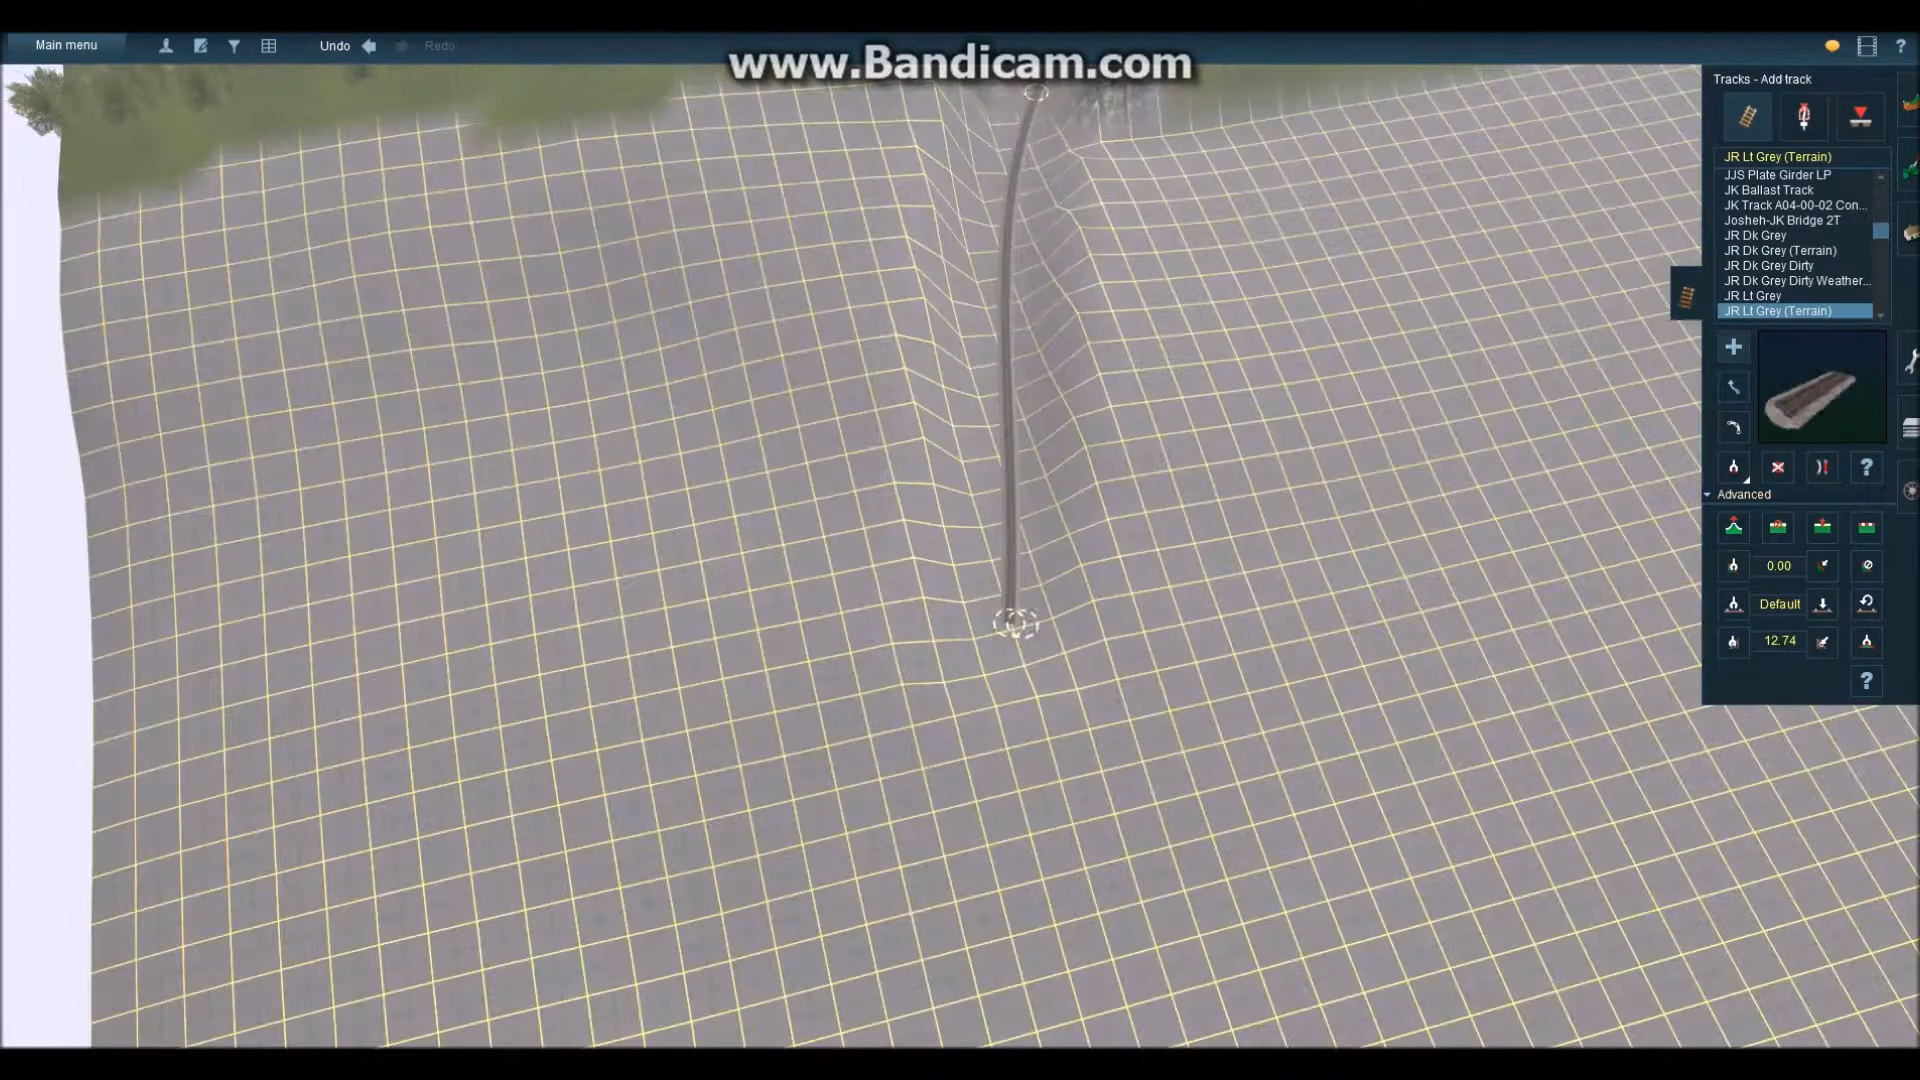 Main menu
Undo
Redo
www.Bandicam.com
?
Tracks - Add track
JR Lt Grey (Terrain)
JJS Plate Girder LP
JK Ballast Track
JK Track A04-00-02 Con...
Josheh-JK Bridge 2T
JR Dk Grey
JR Dk Grey (Terrain)
JR Dk Grey Dirty
JR Dk Grey Dirty Weather...
JR Lt Grey
JR Lt Grey (Terrain)
?
Advanced
0.00
Default
12.74
?